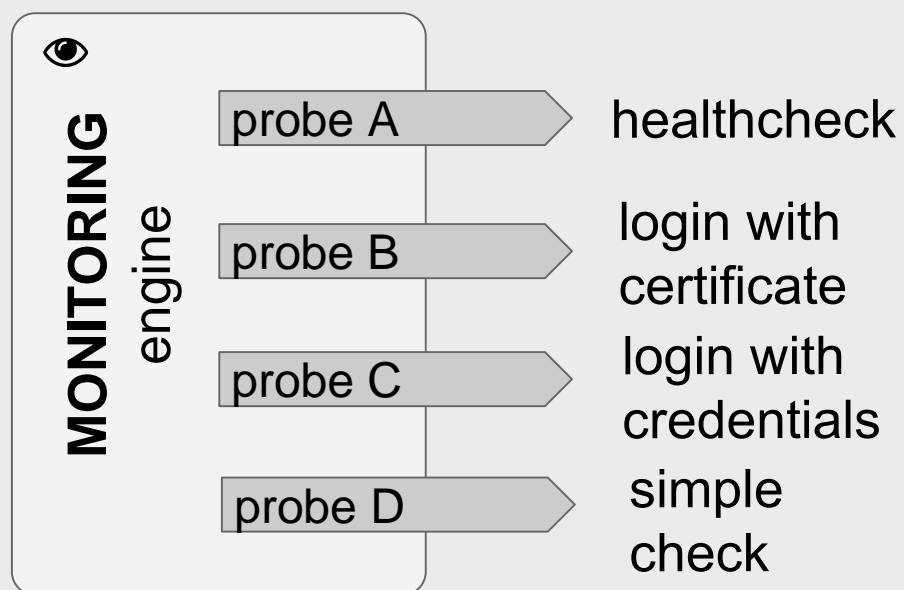 MONITORING
engine
probe A
healthcheck
probe B
login with
certificate
probe C
login with
credentials
probe D
simple
check